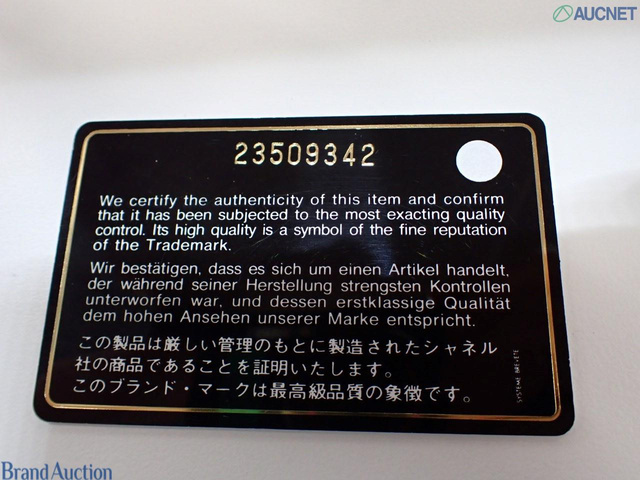 AUCNET
23509342
We certify the authenticity of this item and confirm
that it has been subjected to the most exacting quality
control. Its high quality is a symbol of the fine reputation
of the Trademark.
Wir bestätigen, dass es sich um einen Artikel handelt,
der während seiner Herstellung strengsten Kontrollen
unterworfen war, und dessen erstklassige Qualität
dem hohen Ansehen unserer Marke entspricht.
この製品は厳しい管理のもとに製造されたシャネル
社の商品であることを証明いたします。
このブランド・マークは最高級品質の象徴です。
SYSTEME BREVETE
Brand Auction